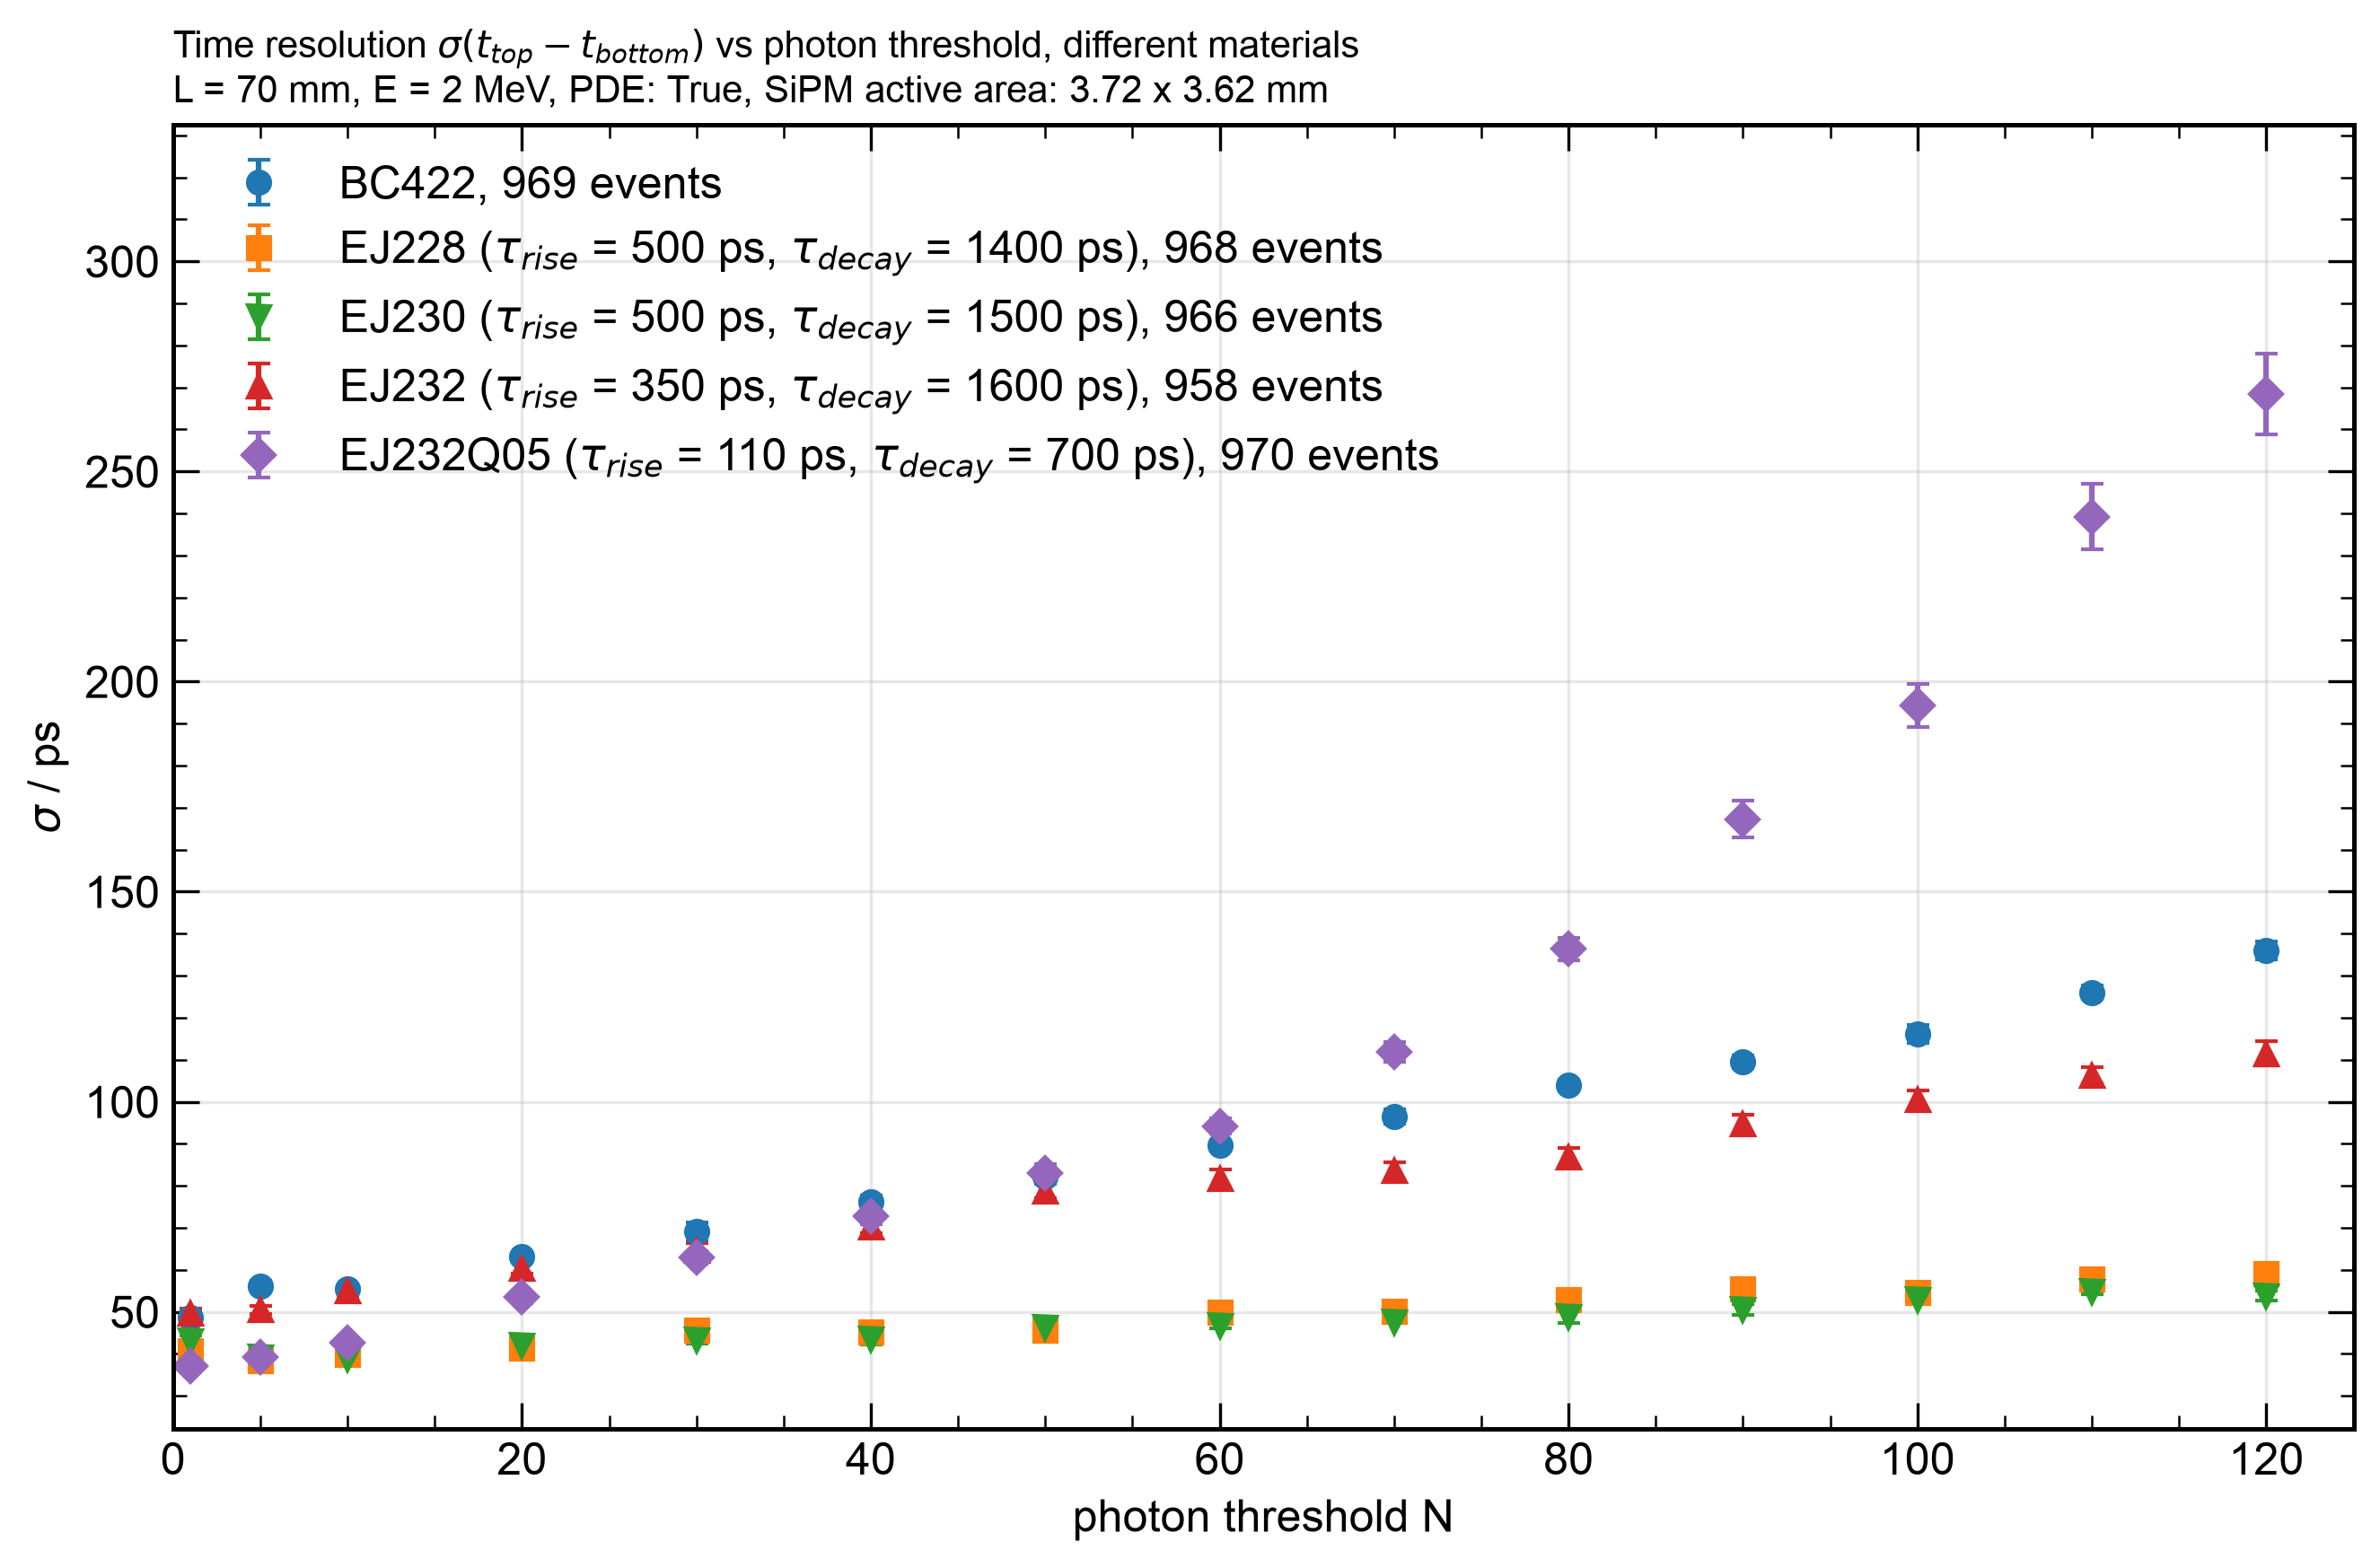 Time resolution σ(t_top − t_bottom) vs photon threshold, different materials
L = 70 mm, E = 2 MeV, PDE: True, SiPM active area: 3.72 x 3.62 mm
BC422, 969 events
EJ228 (τ_rise = 500 ps, τ_decay = 1400 ps), 968 events
EJ230 (τ_rise = 500 ps, τ_decay = 1500 ps), 966 events
EJ232 (τ_rise = 350 ps, τ_decay = 1600 ps), 958 events
EJ232Q05 (τ_rise = 110 ps, τ_decay = 700 ps), 970 events
300
250
200
150
100
50
σ / ps
0 20 40 60 80 100 120
photon threshold N